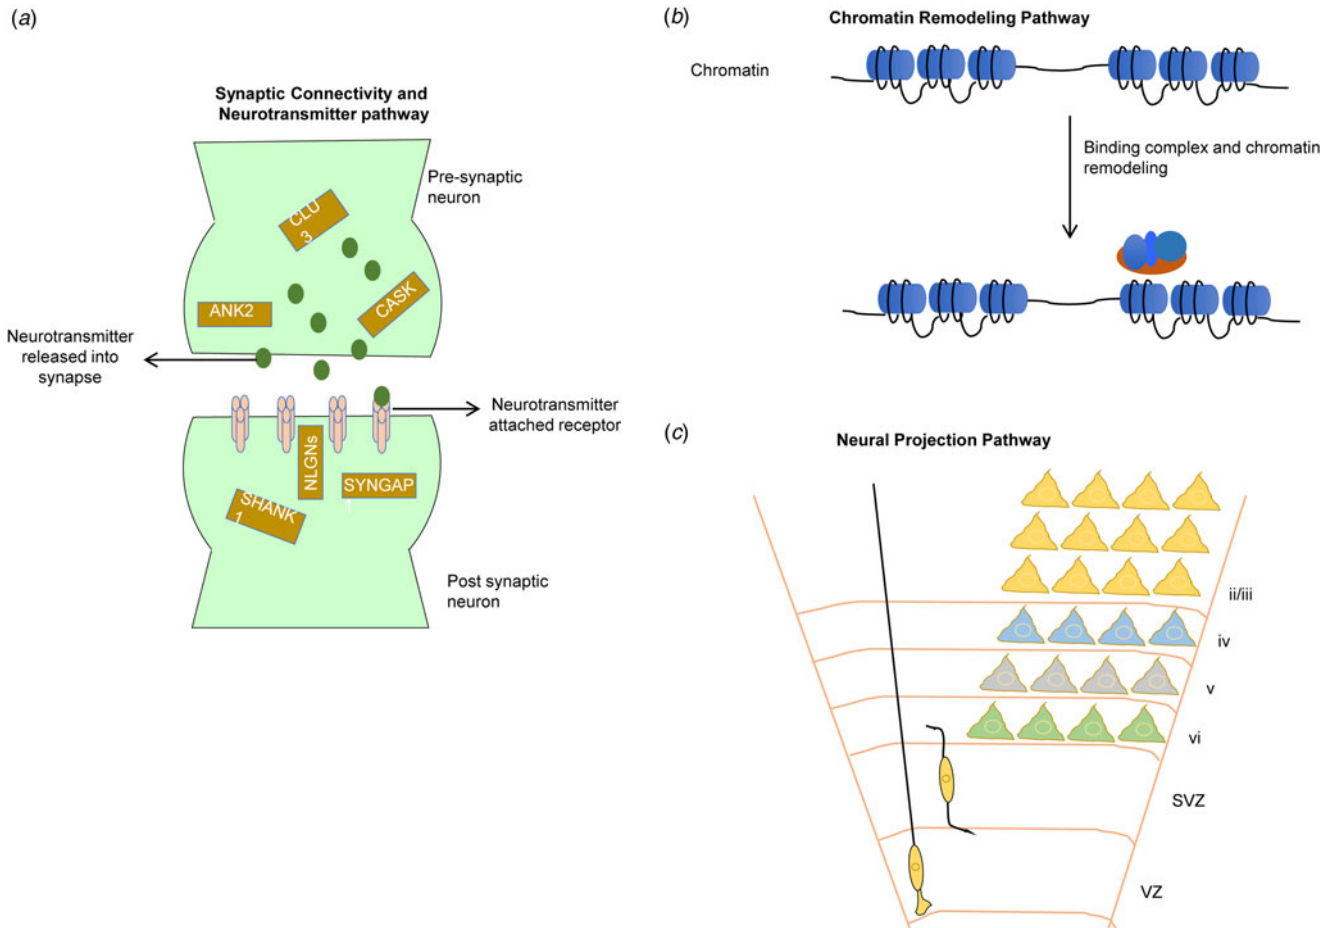 (a)
Synaptic Connectivity and
Neurotransmitter pathway
Pre-synaptic
neuron
CLU
3
ANK2
CASK
Neurotransmitter
released into
synapse
Neurotransmitter
attached receptor
NLGNs
SYNGAP
1
SHANK
1
Post synaptic
neuron
(b)
Chromatin Remodeling Pathway
Chromatin
Binding complex and chromatin
remodeling
(c)
Neural Projection Pathway
ii/iii
iv
v
vi
SVZ
VZ